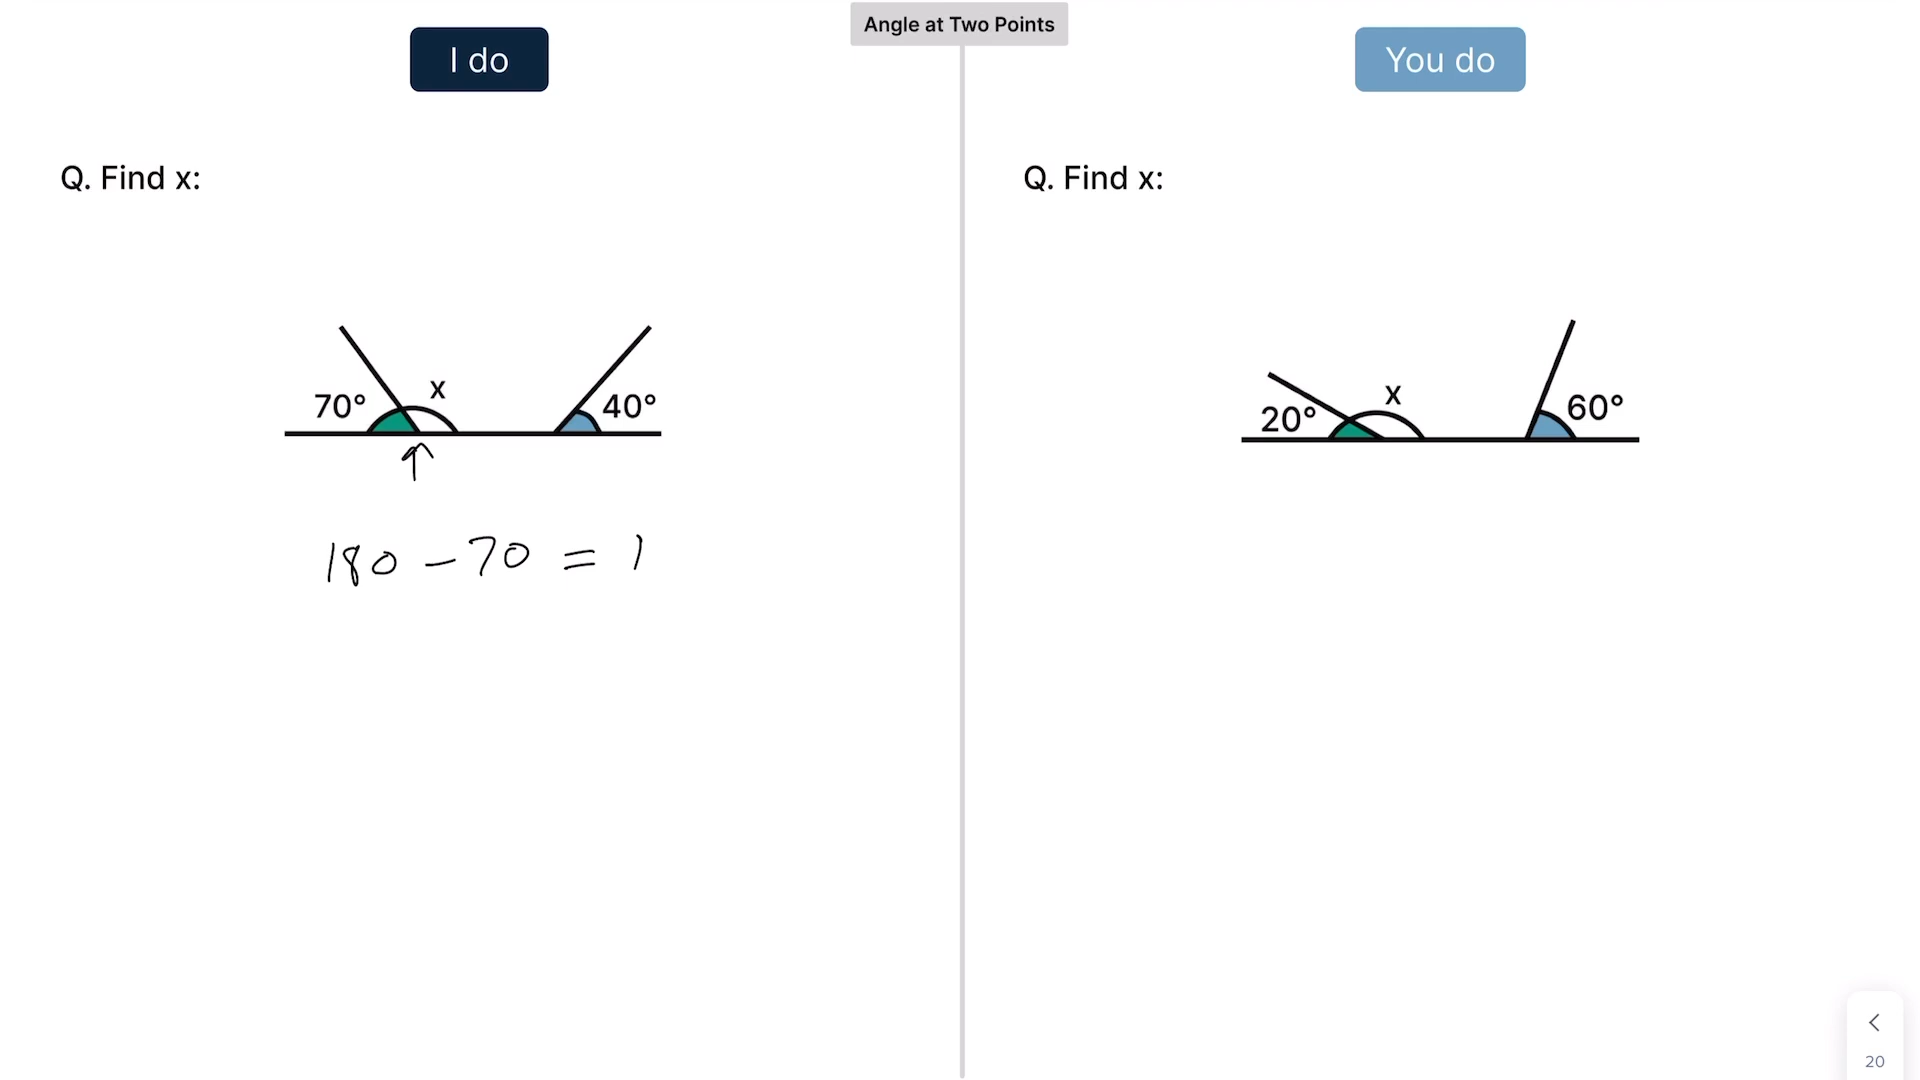 Angle at Two Points
I do
Q. Find x:
70°
x
40°
180 - 70 = 1
You do
Q. Find x:
20°
x
60°
20